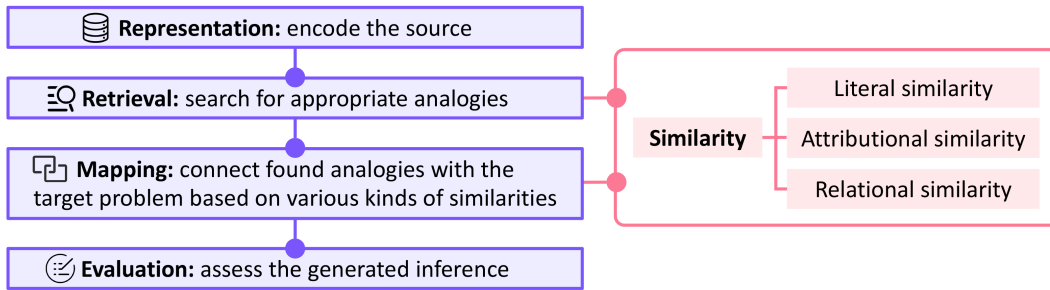 Representation: encode the source
Retrieval: search for appropriate analogies
Mapping: connect found analogies with the
target problem based on various kinds of similarities
Evaluation: assess the generated inference
Similarity
Literal similarity
Attributional similarity
Relational similarity